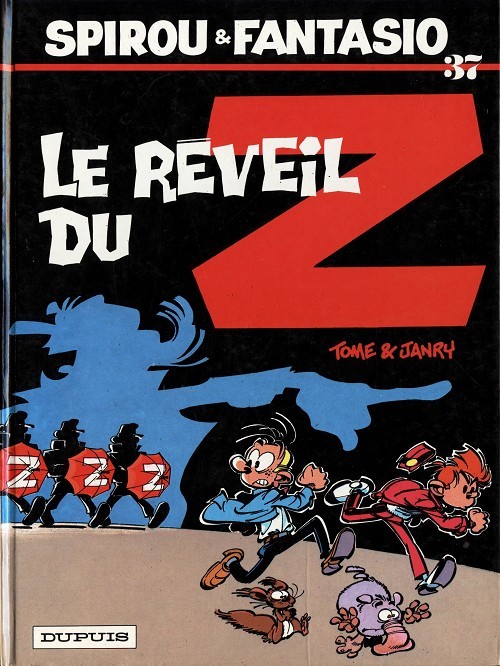 SPIROU & FANTASIO
37
LE RÉVEIL
DU
Z
TOME & JANRY
Z Z Z
DUPUIS